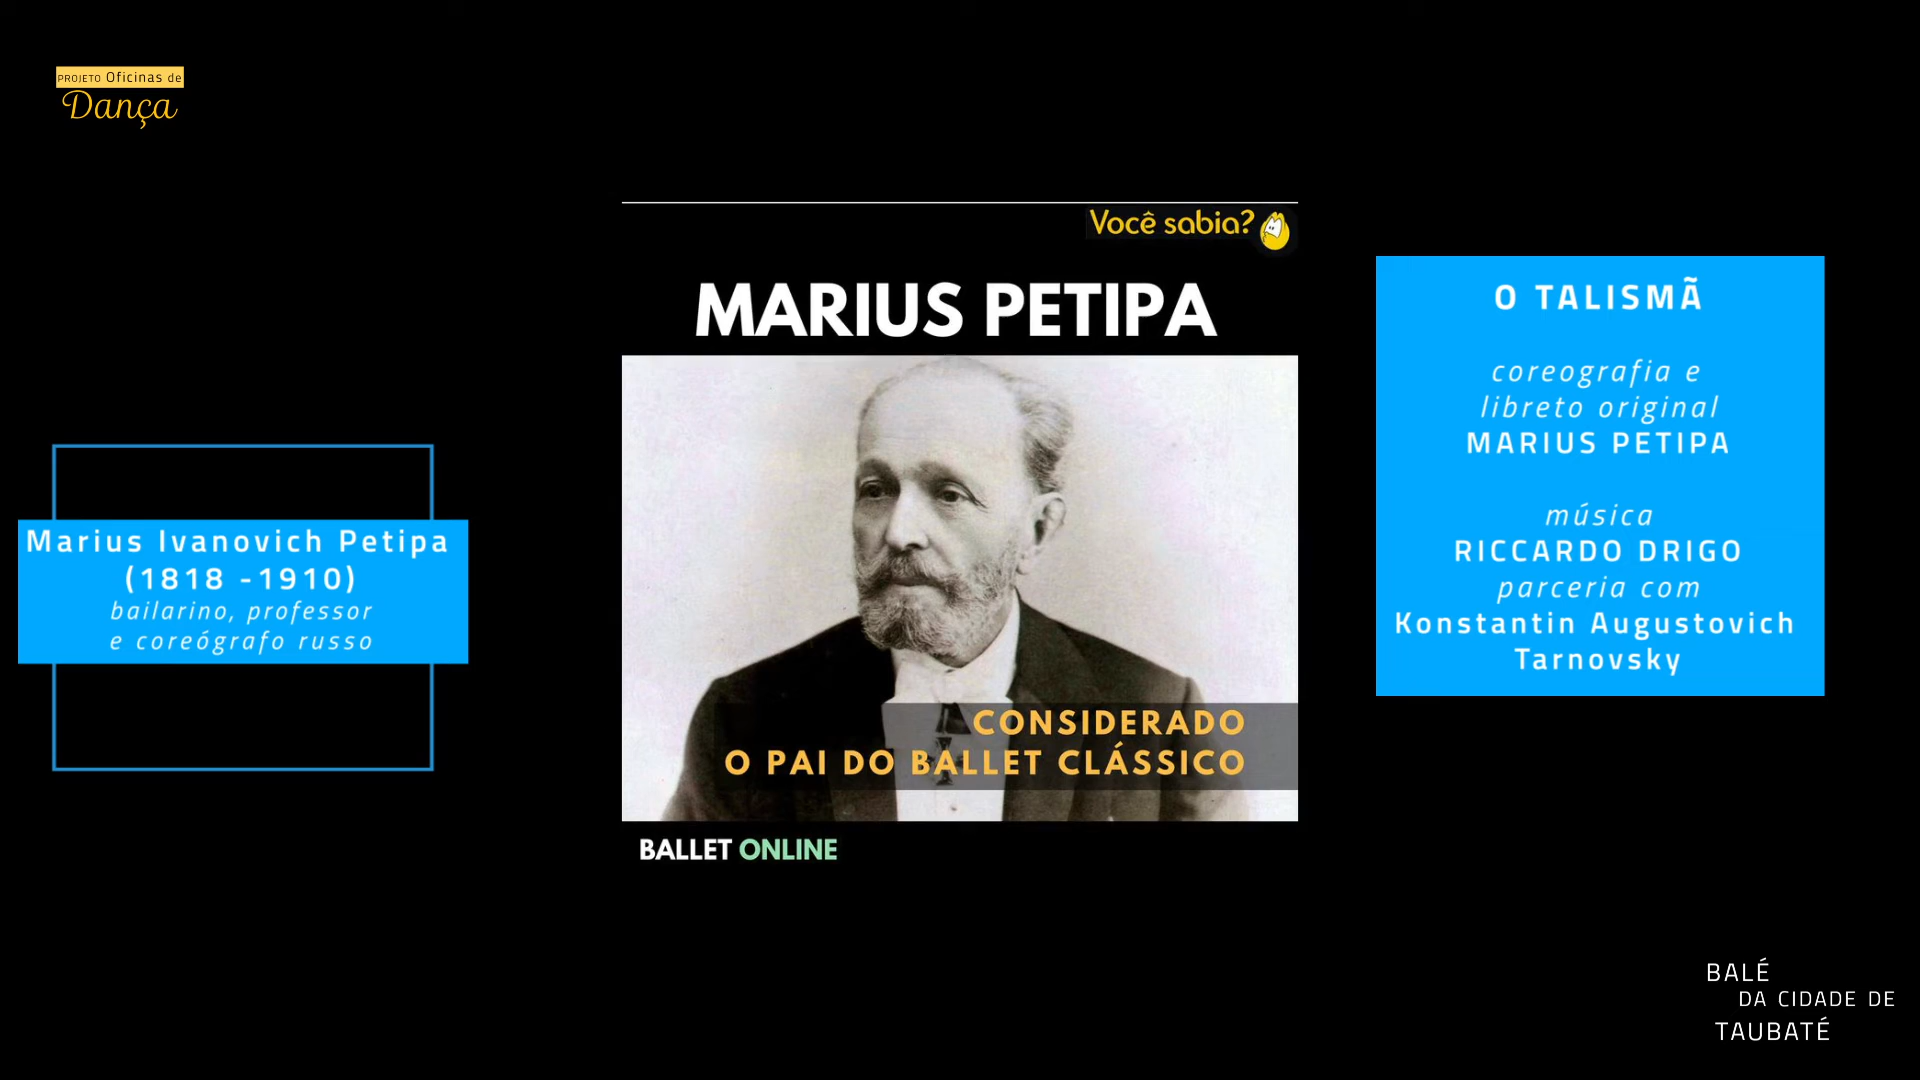 PROJETO Oficinas de
Dança
Você sabia?
MARIUS PETIPA
CONSIDERADO
O PAI DO BALLET CLÁSSICO
BALLET ONLINE
Marius Ivanovich Petipa
(1818 -1910)
bailarino, professor
e coreógrafo russo
O TALISMÃ
coreografia e
libreto original
MARIUS PETIPA
música
RICCARDO DRIGO
parceria com
Konstantin Augustovich
Tarnovsky
BALÉ
DA CIDADE DE
TAUBATÉ